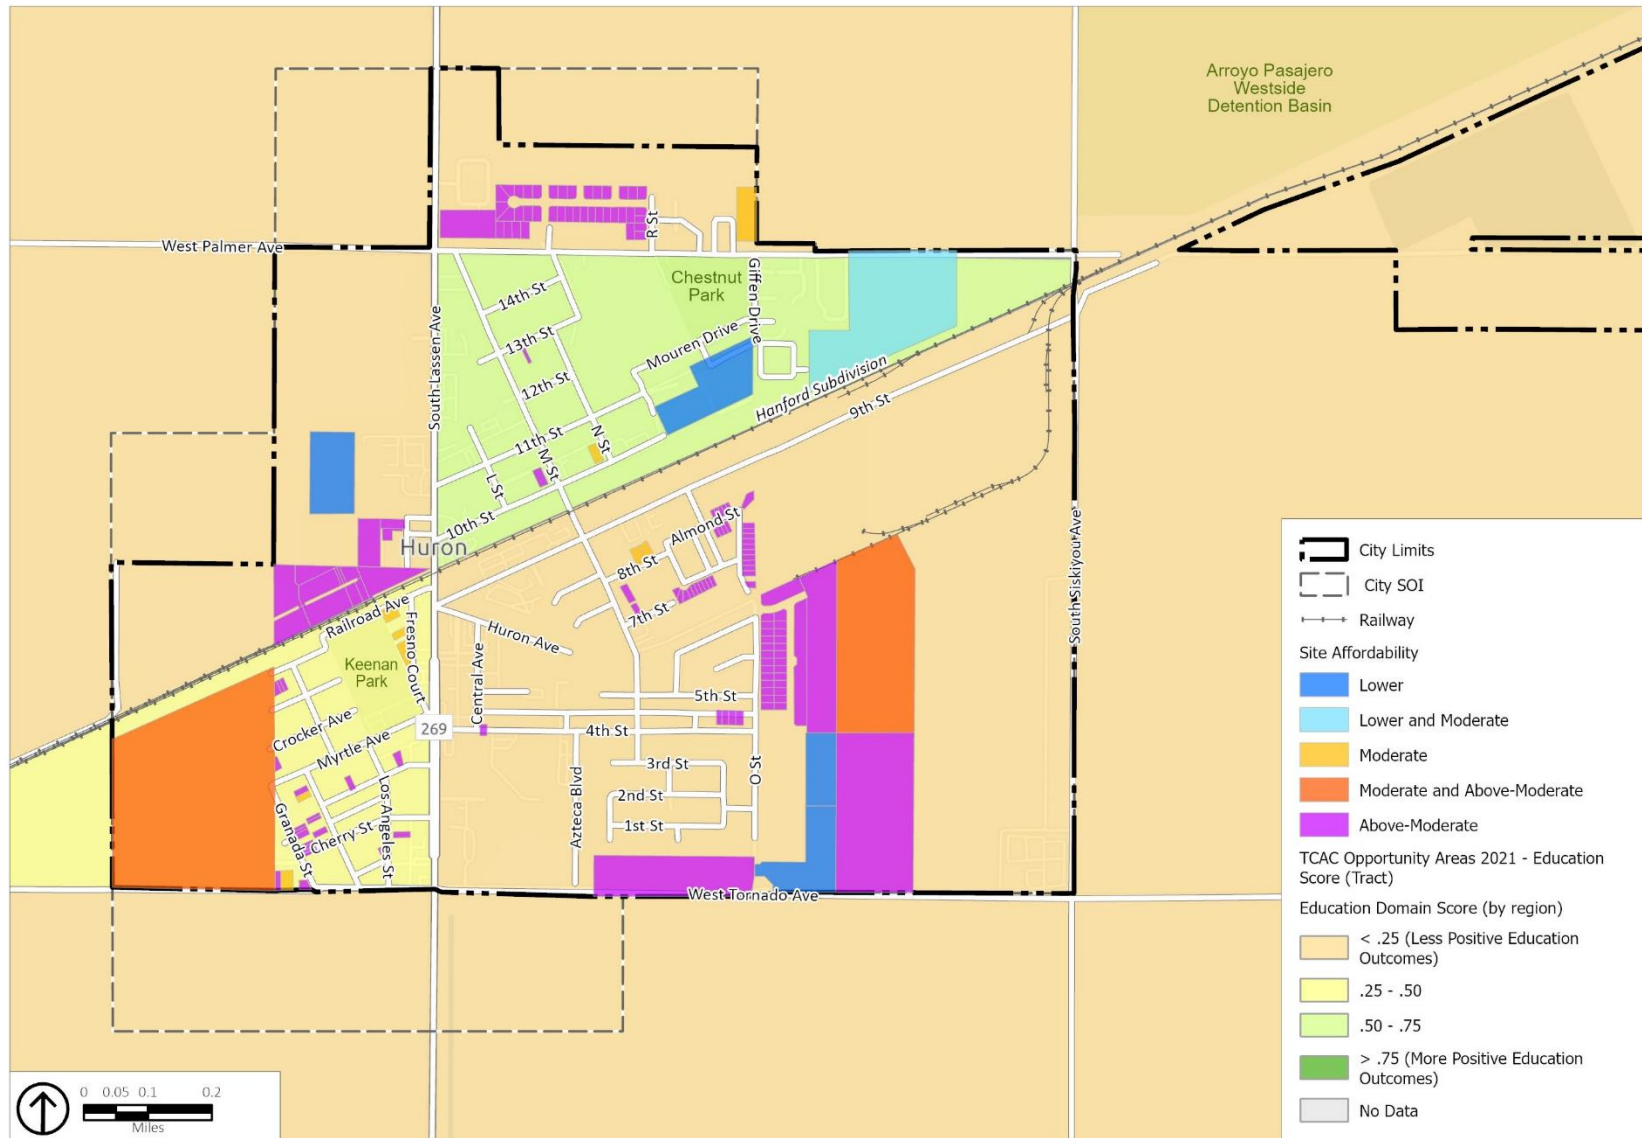 Arroyo Pasajero
Westside
Detention Basin
West Palmer Ave
R St
Chestnut
Park
Giffen Drive
14th St
13th St
12th St
11th St
10th St
Mouren Drive
Hanford Subdivision
9th St
South Lassen Ave
L St
M St
N St
Huron
Almond St
8th St
7th St
South Siskiyou Ave
Railroad Ave
Fresno Court
Huron Ave
Keenan
Park
Central Ave
5th St
4th St
269
Crocker Ave
Myrtle Ave
3rd St
2nd St
1st St
O St
Azteca Blvd
Granada St
Los Angeles St
Cherry St
West Tornado Ave
City Limits
City SOI
Railway
Site Affordability
Lower
Lower and Moderate
Moderate
Moderate and Above-Moderate
Above-Moderate
TCAC Opportunity Areas 2021 - Education
Score (Tract)
Education Domain Score (by region)
< .25 (Less Positive Education
Outcomes)
.25 - .50
.50 - .75
> .75 (More Positive Education
Outcomes)
No Data
0 0.05 0.1 0.2
Miles